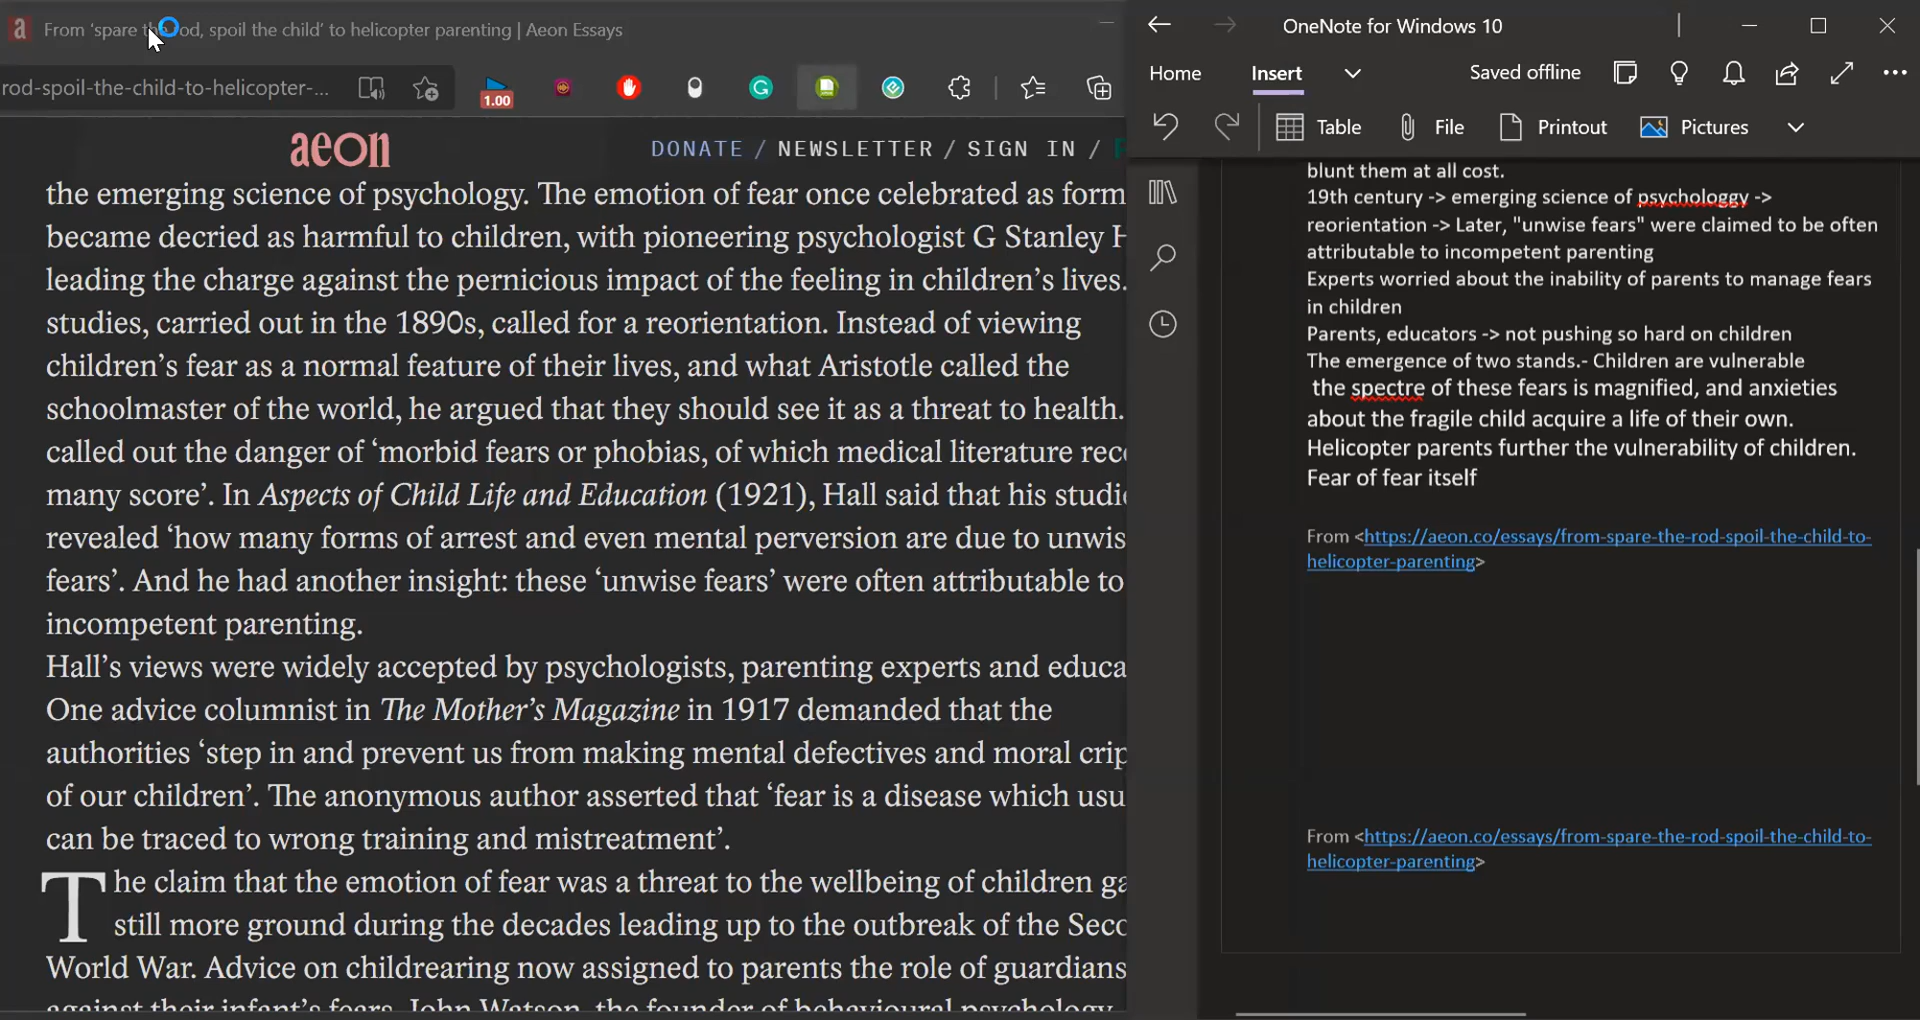 From ‘spare the rod, spoil the child’ to helicopter parenting | Aeon Essays
rod-spoil-the-child-to-helicopter-...
1.00
aeon
DONATE / NEWSLETTER / SIGN IN /
the emerging science of psychology. The emotion of fear once celebrated as form
became decried as harmful to children, with pioneering psychologist G Stanley H
leading the charge against the pernicious impact of the feeling in children’s lives.
studies, carried out in the 1890s, called for a reorientation. Instead of viewing
children’s fear as a normal feature of their lives, and what Aristotle called the
schoolmaster of the world, he argued that they should see it as a threat to health.
called out the danger of ‘morbid fears or phobias, of which medical literature rec
many score’. In Aspects of Child Life and Education (1921), Hall said that his studi
revealed ‘how many forms of arrest and even mental perversion are due to unwis
fears’. And he had another insight: these ‘unwise fears’ were often attributable to
incompetent parenting.
Hall’s views were widely accepted by psychologists, parenting experts and educa
One advice columnist in The Mother’s Magazine in 1917 demanded that the
authorities ‘step in and prevent us from making mental defectives and moral crip
of our children’. The anonymous author asserted that ‘fear is a disease which usu
can be traced to wrong training and mistreatment’.
The claim that the emotion of fear was a threat to the wellbeing of children ga
still more ground during the decades leading up to the outbreak of the Seco
World War. Advice on childrearing now assigned to parents the role of guardians
against their infant’s fears. John Watson, the founder of behavioural psychology,
OneNote for Windows 10
Home Insert Saved offline
Table File Printout Pictures
blunt them at all cost.
19th century -> emerging science of psychologgy ->
reorientation -> Later, "unwise fears" were claimed to be often
attributable to incompetent parenting
Experts worried about the inability of parents to manage fears
in children
Parents, educators -> not pushing so hard on children
The emergence of two stands.- Children are vulnerable
the spectre of these fears is magnified, and anxieties
about the fragile child acquire a life of their own.
Helicopter parents further the vulnerability of children.
Fear of fear itself
From <https://aeon.co/essays/from-spare-the-rod-spoil-the-child-to-
helicopter-parenting>
From <https://aeon.co/essays/from-spare-the-rod-spoil-the-child-to-
helicopter-parenting>